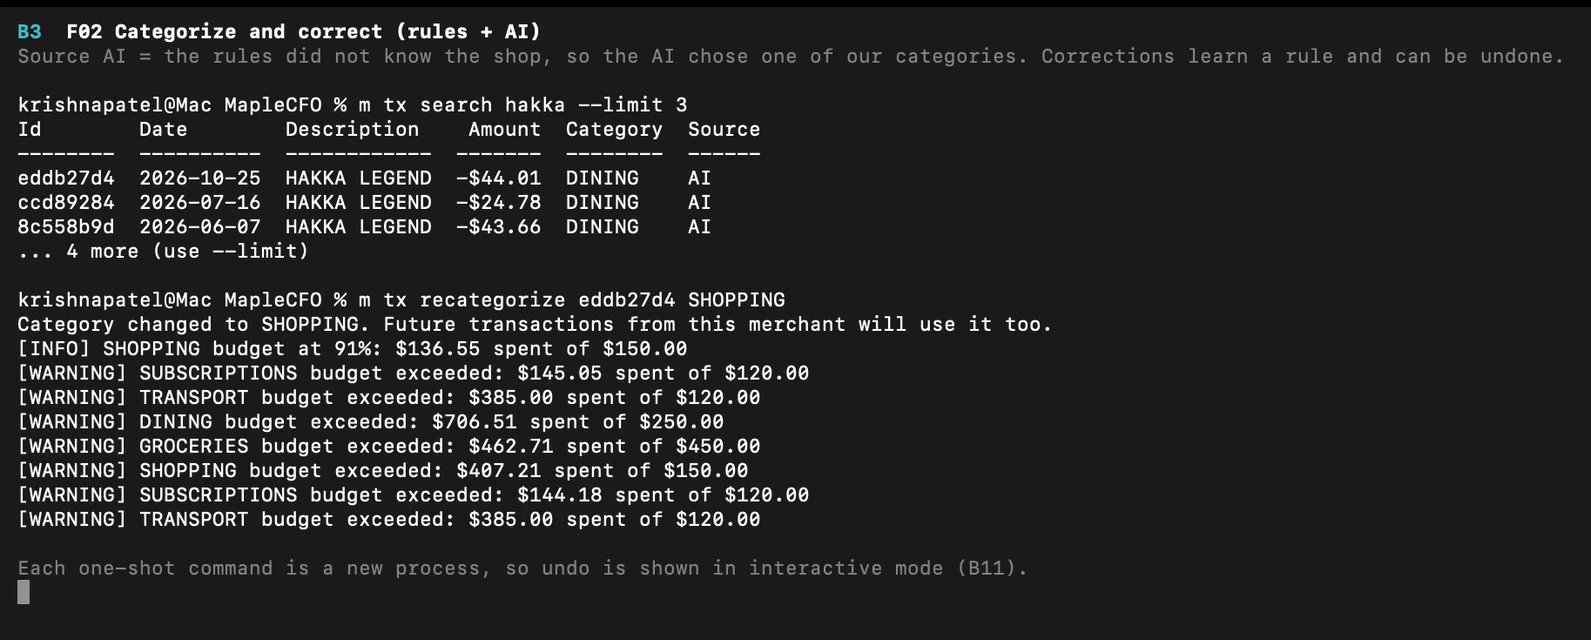 B3  F02 Categorize and correct (rules + AI)
Source AI = the rules did not know the shop, so the AI chose one of our categories. Corrections learn a rule and can be undone.
krishnapatel@Mac MapleCFO % m tx search hakka --limit 3
Id        Date        Description    Amount  Category  Source
--------  ----------  ------------  -------  --------  ------
eddb27d4  2026-10-25  HAKKA LEGEND  -$44.01  DINING    AI
ccd89284  2026-07-16  HAKKA LEGEND  -$24.78  DINING    AI
8c558b9d  2026-06-07  HAKKA LEGEND  -$43.66  DINING    AI
... 4 more (use --limit)
krishnapatel@Mac MapleCFO % m tx recategorize eddb27d4 SHOPPING
Category changed to SHOPPING. Future transactions from this merchant will use it too.
[INFO] SHOPPING budget at 91%: $136.55 spent of $150.00
[WARNING] SUBSCRIPTIONS budget exceeded: $145.05 spent of $120.00
[WARNING] TRANSPORT budget exceeded: $385.00 spent of $120.00
[WARNING] DINING budget exceeded: $706.51 spent of $250.00
[WARNING] GROCERIES budget exceeded: $462.71 spent of $450.00
[WARNING] SHOPPING budget exceeded: $407.21 spent of $150.00
[WARNING] SUBSCRIPTIONS budget exceeded: $144.18 spent of $120.00
[WARNING] TRANSPORT budget exceeded: $385.00 spent of $120.00
Each one-shot command is a new process, so undo is shown in interactive mode (B11).